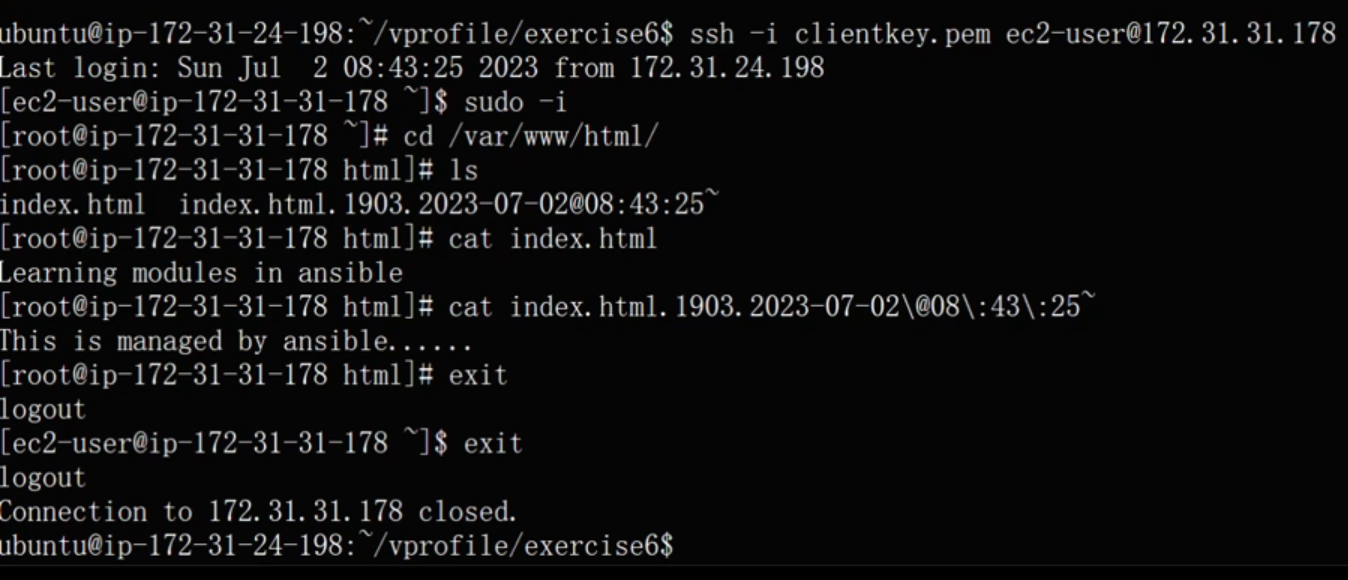 ubuntu@ip-172-31-24-198:~/vprofile/exercise6$ ssh -i clientkey.pem ec2-user@172.31.31.178
Last login: Sun Jul  2 08:43:25 2023 from 172.31.24.198
[ec2-user@ip-172-31-31-178 ~]$ sudo -i
[root@ip-172-31-31-178 ~]# cd /var/www/html/
[root@ip-172-31-31-178 html]# ls
index.html  index.html.1903.2023-07-02@08:43:25~
[root@ip-172-31-31-178 html]# cat index.html
Learning modules in ansible
[root@ip-172-31-31-178 html]# cat index.html.1903.2023-07-02\@08\:43\:25~
This is managed by ansible......
[root@ip-172-31-31-178 html]# exit
logout
[ec2-user@ip-172-31-31-178 ~]$ exit
logout
Connection to 172.31.31.178 closed.
ubuntu@ip-172-31-24-198:~/vprofile/exercise6$